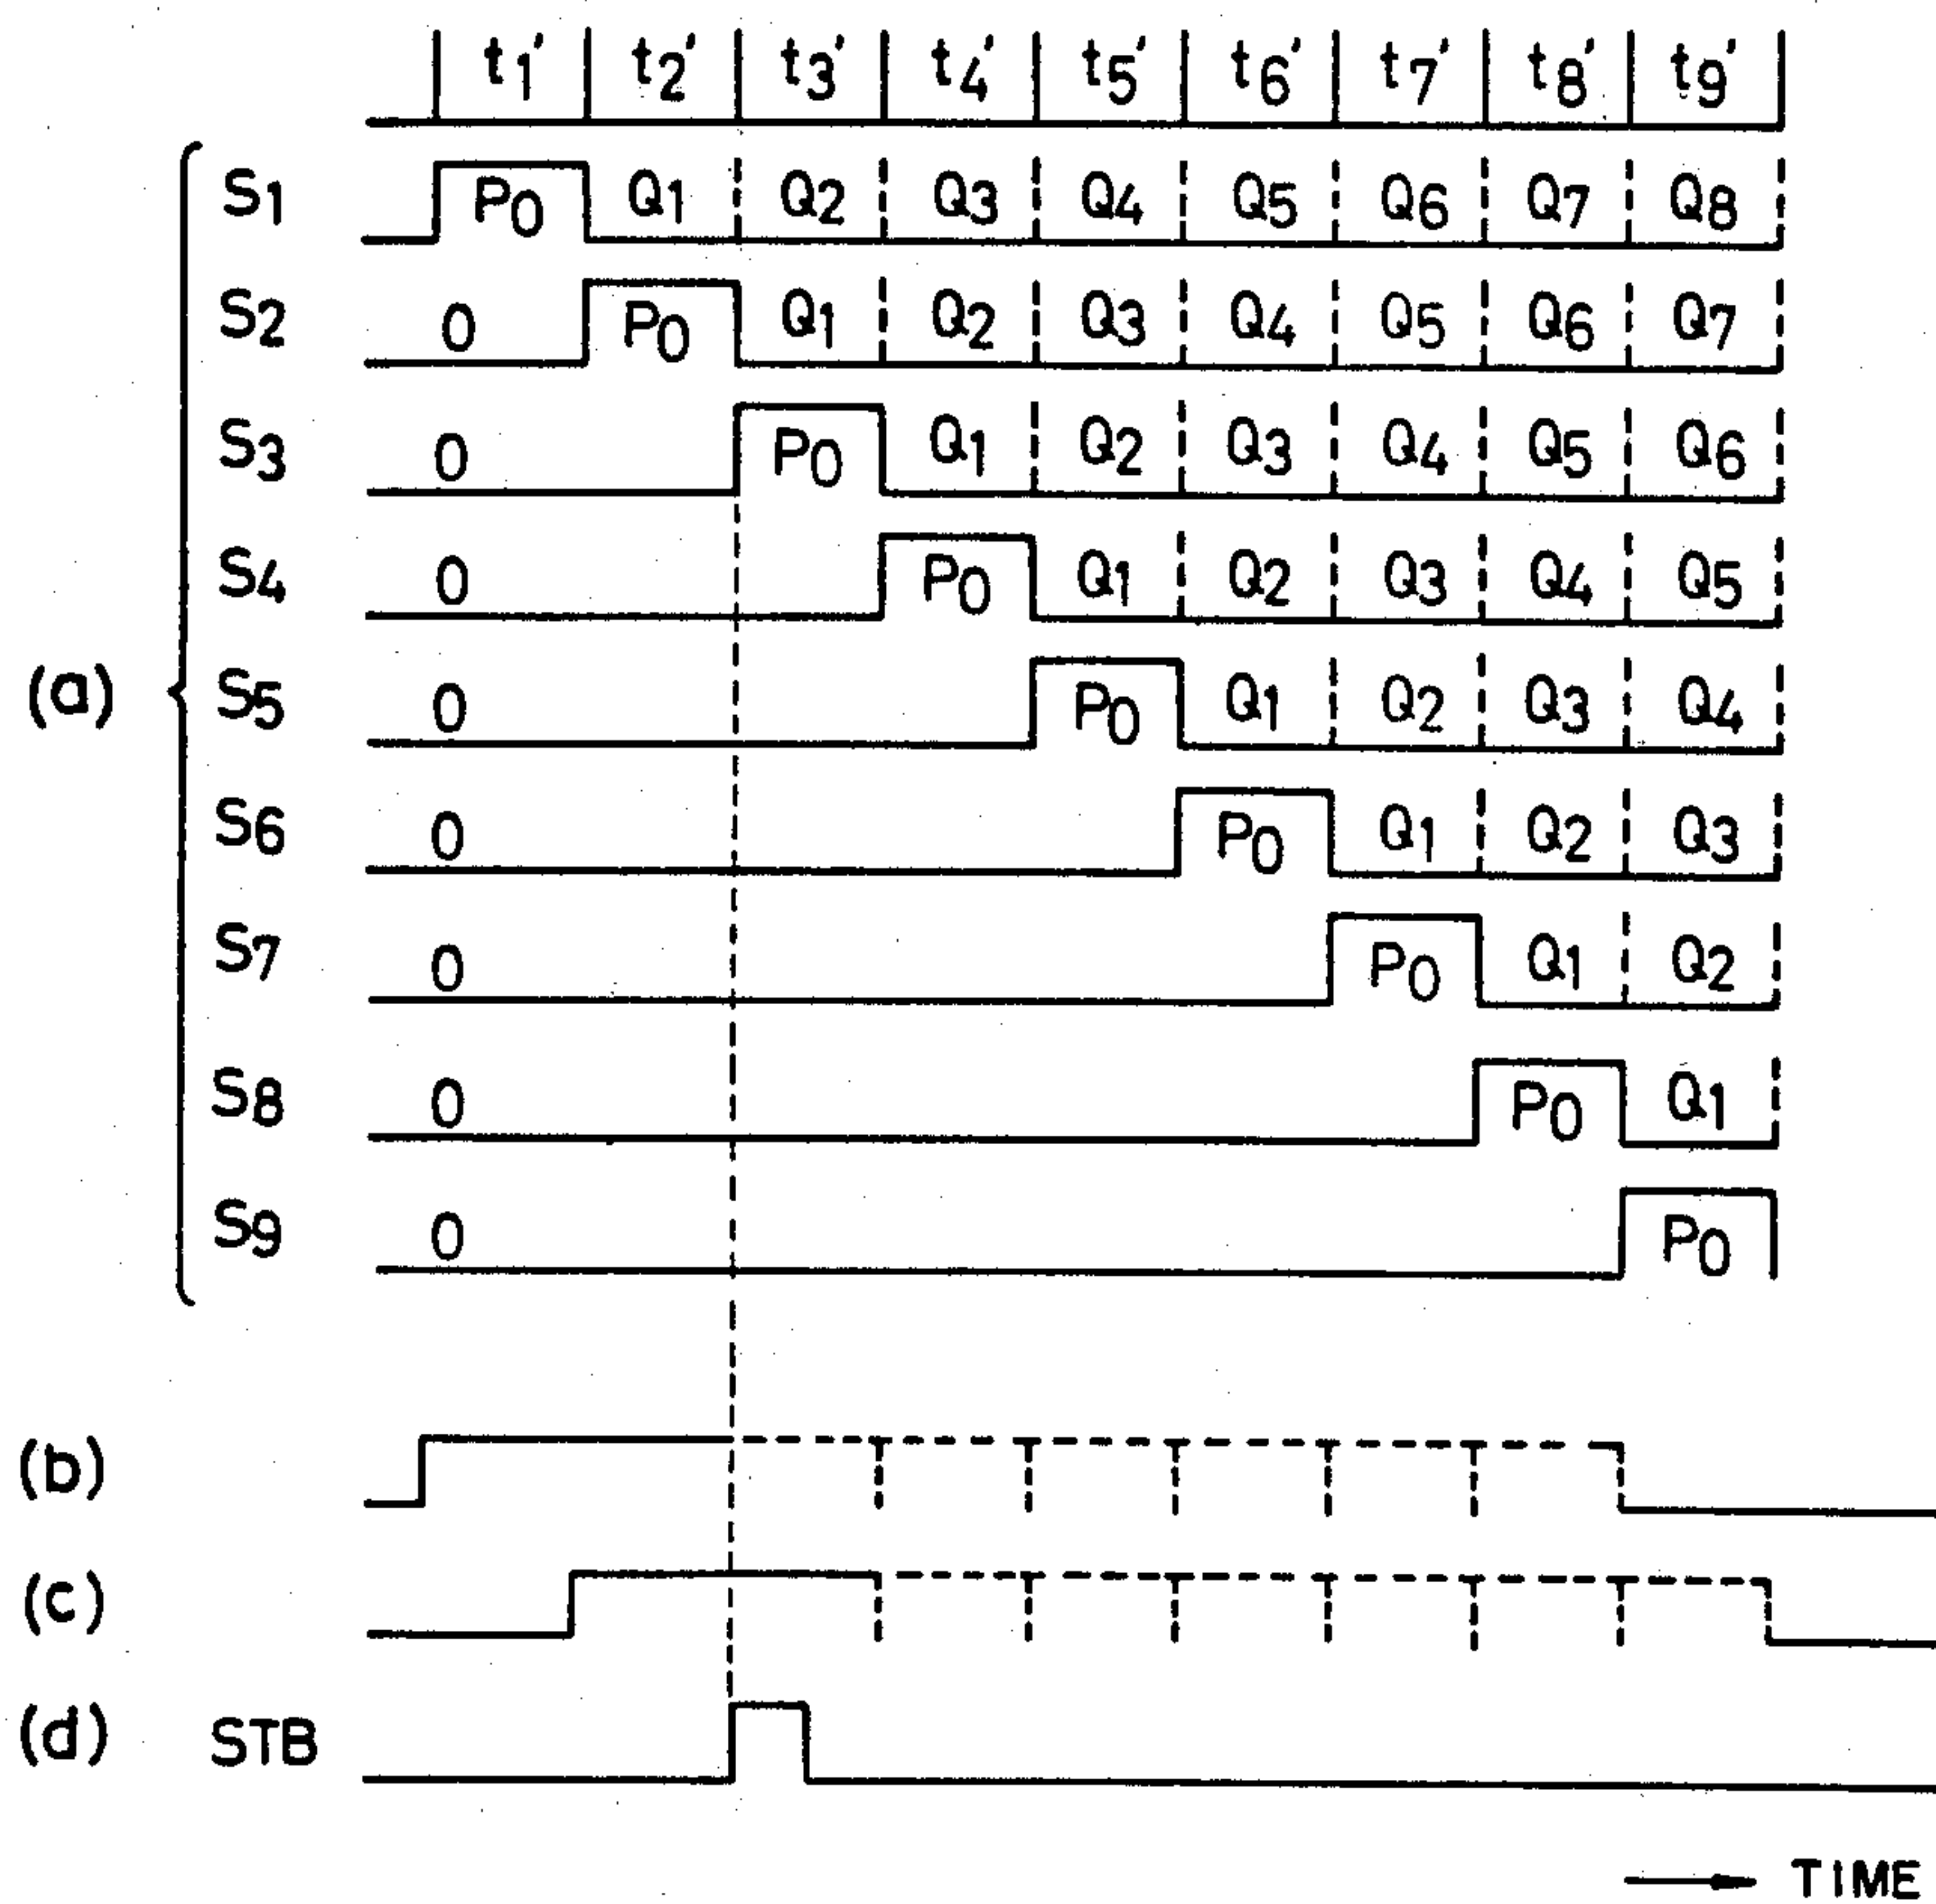 t1' t2' t3' t4' t5' t6' t7' t8' t9'
S1 P0 Q1 Q2 Q3 Q4 Q5 Q6 Q7 Q8
S2 0 P0 Q1 Q2 Q3 Q4 Q5 Q6 Q7
S3 0 P0 Q1 Q2 Q3 Q4 Q5 Q6
S4 0 P0 Q1 Q2 Q3 Q4 Q5
(a) S5 0 P0 Q1 Q2 Q3 Q4
S6 0 P0 Q1 Q2 Q3
S7 0 P0 Q1 Q2
S8 0 P0 Q1
S9 0 P0
(b)
(c)
(d) STB
TIME